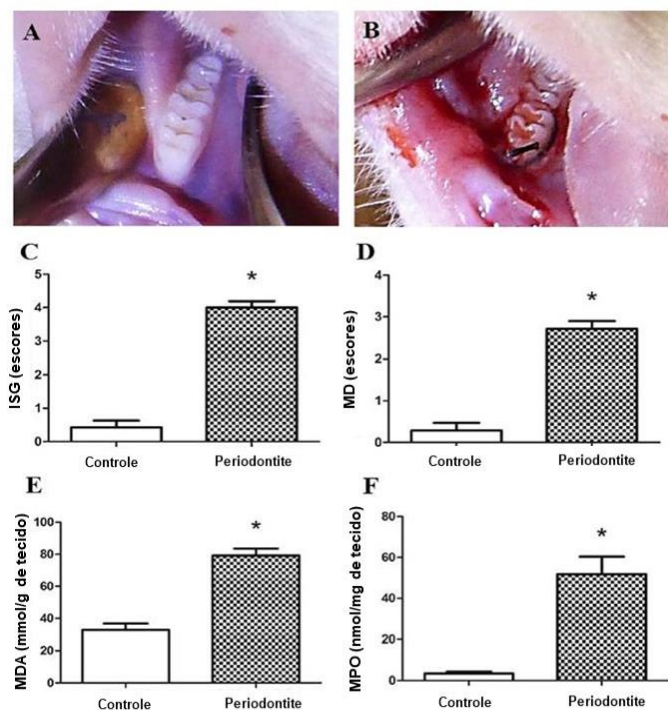 A
B
C
ISG (escores)
5
4
3
2
1
0
*
Controle
Periodontite
D
MD (escores)
4
3
2
1
0
*
Controle
Periodontite
E
MDA (mmol/g de tecido)
100
80
60
40
20
0
*
Controle
Periodontite
F
MPO (nmol/mg de tecido)
80
60
40
20
0
*
Controle
Periodontite